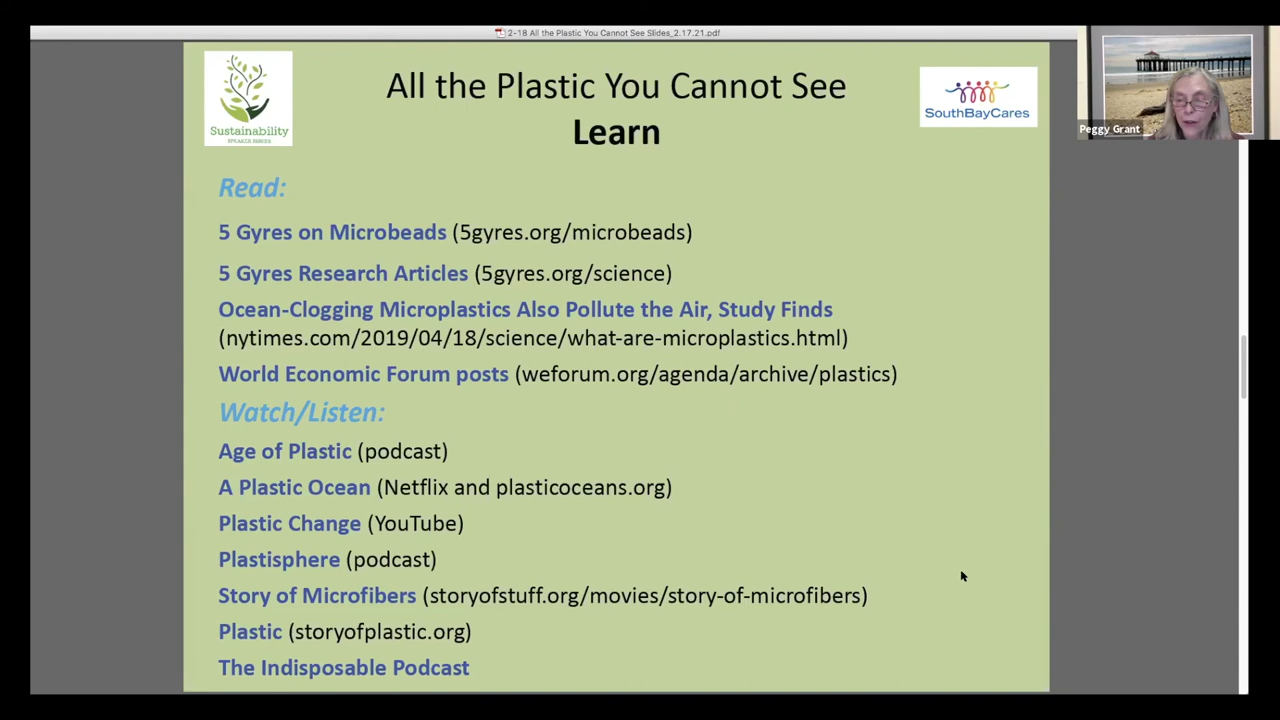 2-18 All the Plastic You Cannot See Slides_2.17.21.pdf
Sustainability
SPEAKER SERIES
All the Plastic You Cannot See
Learn
SouthBayCares
Peggy Grant
Read:
5 Gyres on Microbeads (5gyres.org/microbeads)
5 Gyres Research Articles (5gyres.org/science)
Ocean-Clogging Microplastics Also Pollute the Air, Study Finds
(nytimes.com/2019/04/18/science/what-are-microplastics.html)
World Economic Forum posts (weforum.org/agenda/archive/plastics)
Watch/Listen:
Age of Plastic (podcast)
A Plastic Ocean (Netflix and plasticoceans.org)
Plastic Change (YouTube)
Plastisphere (podcast)
Story of Microfibers (storyofstuff.org/movies/story-of-microfibers)
Plastic (storyofplastic.org)
The Indisposable Podcast